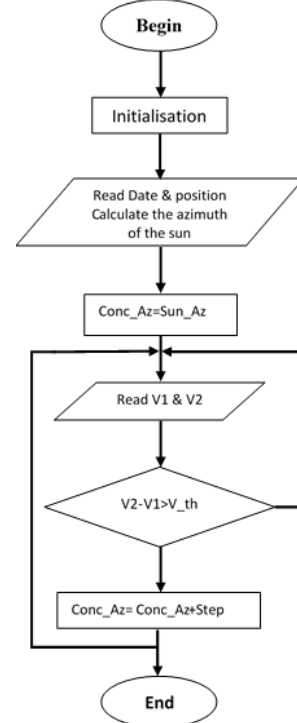 Begin
Initialisation
Read Date & position
Calculate the azimuth
of the sun
Conc_Az=Sun_Az
Read V1 & V2
V2-V1>V_th
Conc_Az= Conc_Az+Step
End